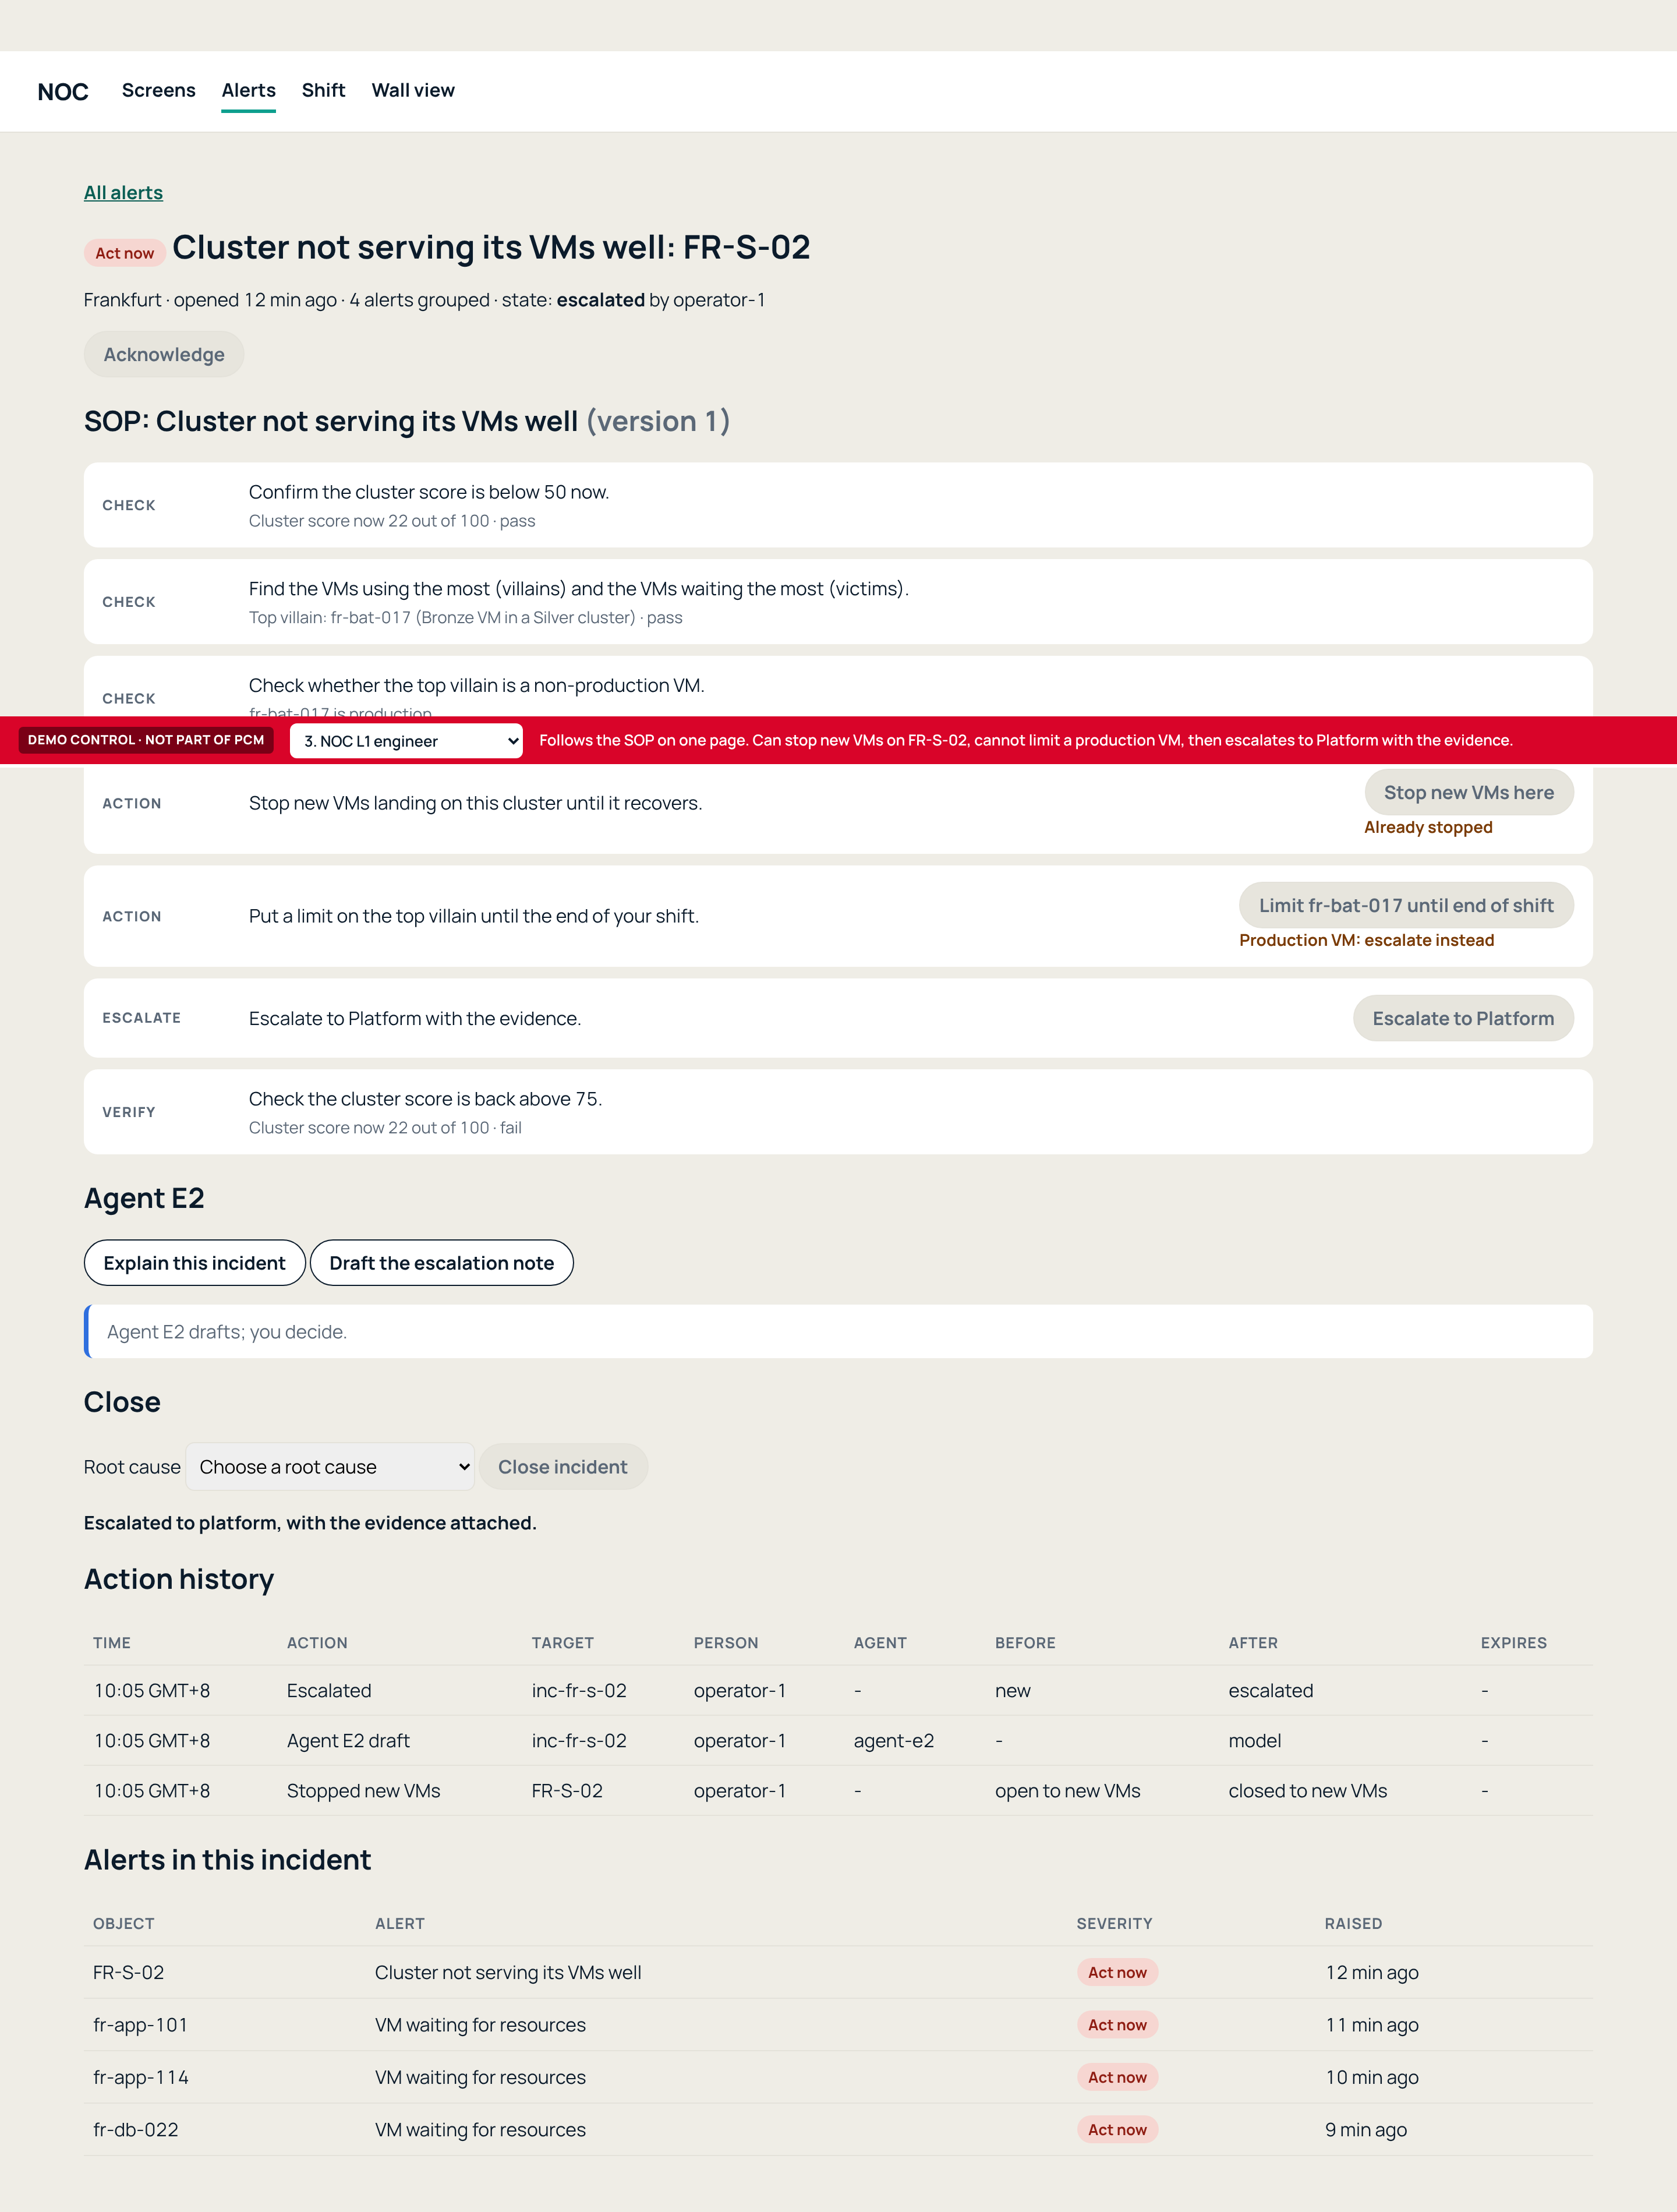 NOC Screens Alerts Shift Wall view
All alerts
Act now Cluster not serving its VMs well: FR-S-02
Frankfurt · opened 12 min ago · 4 alerts grouped · state: escalated by operator-1
Acknowledge
SOP: Cluster not serving its VMs well (version 1)
CHECK
Confirm the cluster score is below 50 now.
Cluster score now 22 out of 100 · pass
CHECK
Find the VMs using the most (villains) and the VMs waiting the most (victims).
Top villain: fr-bat-017 (Bronze VM in a Silver cluster) · pass
CHECK
Check whether the top villain is a non-production VM.
fr-bat-017 is production
DEMO CONTROL · NOT PART OF PCM 3. NOC L1 engineer Follows the SOP on one page. Can stop new VMs on FR-S-02, cannot limit a production VM, then escalates to Platform with the evidence.
ACTION Stop new VMs landing on this cluster until it recovers. Stop new VMs here
Already stopped
ACTION Put a limit on the top villain until the end of your shift. Limit fr-bat-017 until end of shift
Production VM: escalate instead
ESCALATE Escalate to Platform with the evidence. Escalate to Platform
VERIFY
Check the cluster score is back above 75.
Cluster score now 22 out of 100 · fail
Agent E2
Explain this incident Draft the escalation note
Agent E2 drafts; you decide.
Close
Root cause Choose a root cause Close incident
Escalated to platform, with the evidence attached.
Action history
TIME ACTION TARGET PERSON AGENT BEFORE AFTER EXPIRES
10:05 GMT+8 Escalated inc-fr-s-02 operator-1 - new escalated -
10:05 GMT+8 Agent E2 draft inc-fr-s-02 operator-1 agent-e2 - model -
10:05 GMT+8 Stopped new VMs FR-S-02 operator-1 - open to new VMs closed to new VMs -
Alerts in this incident
OBJECT ALERT SEVERITY RAISED
FR-S-02 Cluster not serving its VMs well Act now 12 min ago
fr-app-101 VM waiting for resources Act now 11 min ago
fr-app-114 VM waiting for resources Act now 10 min ago
fr-db-022 VM waiting for resources Act now 9 min ago